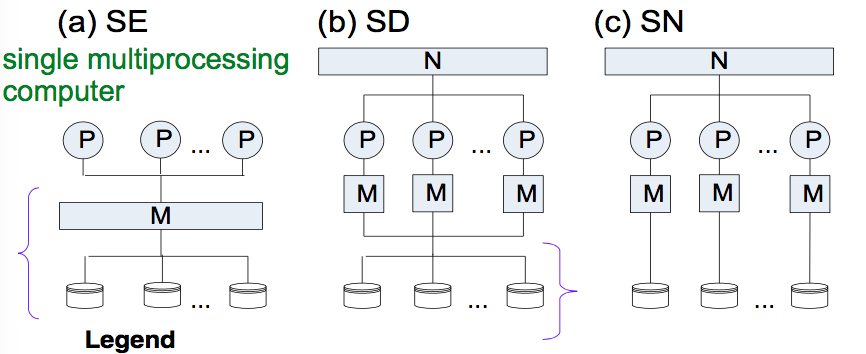 (a) SE
single multiprocessing
computer
P P ... P
M
...
Legend
(b) SD
N
P P ... P
M M M
...
(c) SN
N
P P ... P
M M M
...